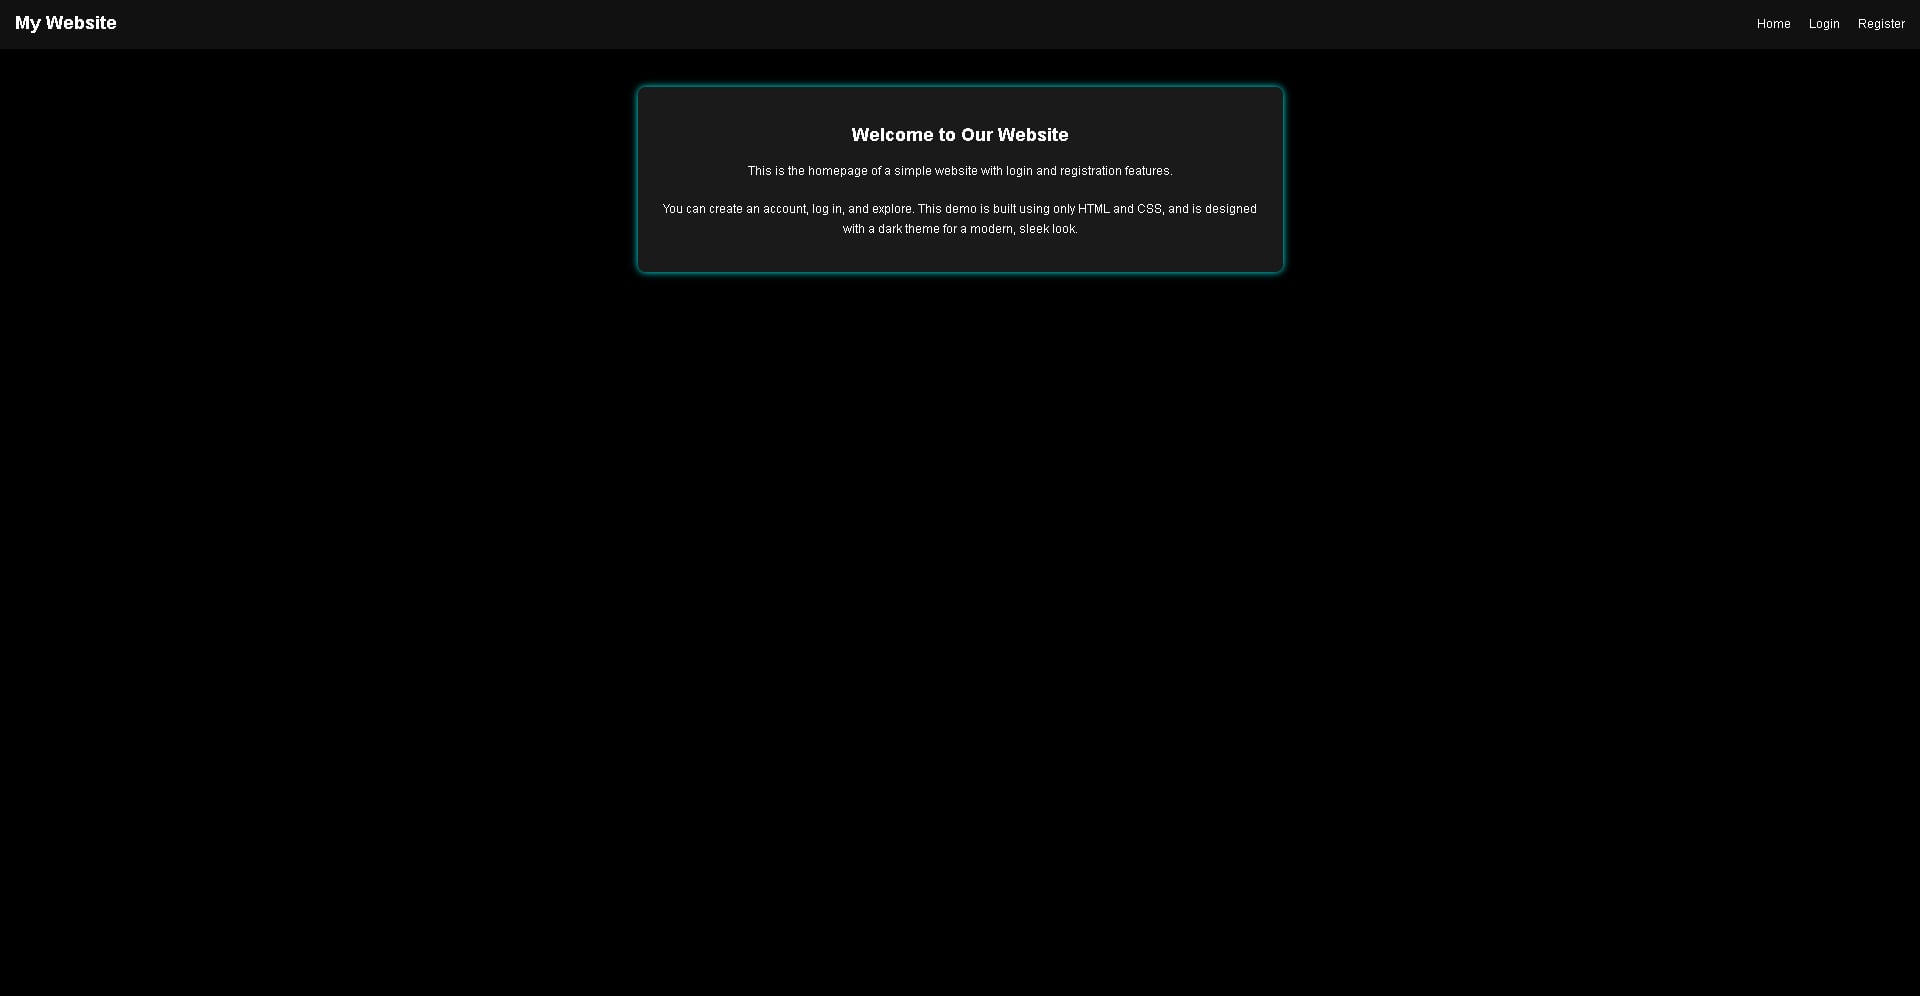 My Website
Home Login Register
Welcome to Our Website
This is the homepage of a simple website with login and registration features.
You can create an account, log in, and explore. This demo is built using only HTML and CSS, and is designed
with a dark theme for a modern, sleek look.